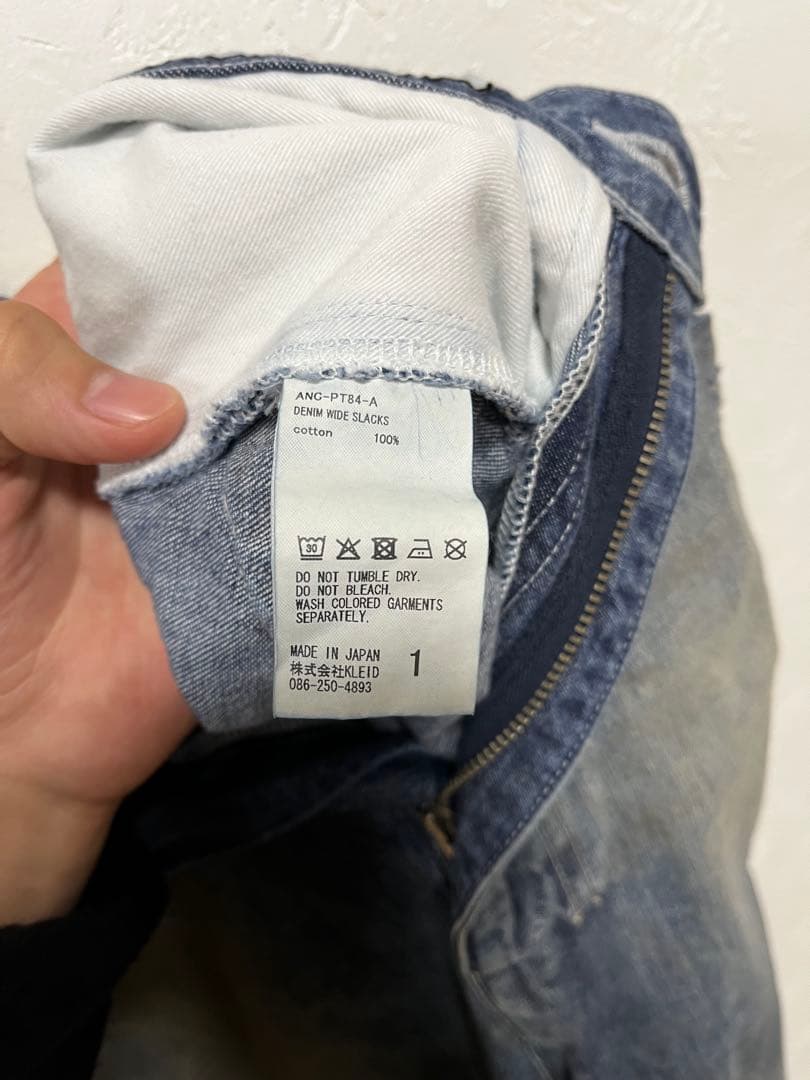 ANC-PT84-A
DENIM WIDE SLACKS
cotton 100%
30
DO NOT TUMBLE DRY.
DO NOT BLEACH.
WASH COLORED GARMENTS
SEPARATELY.
MADE IN JAPAN 1
株式会社KLEID
086-250-4893